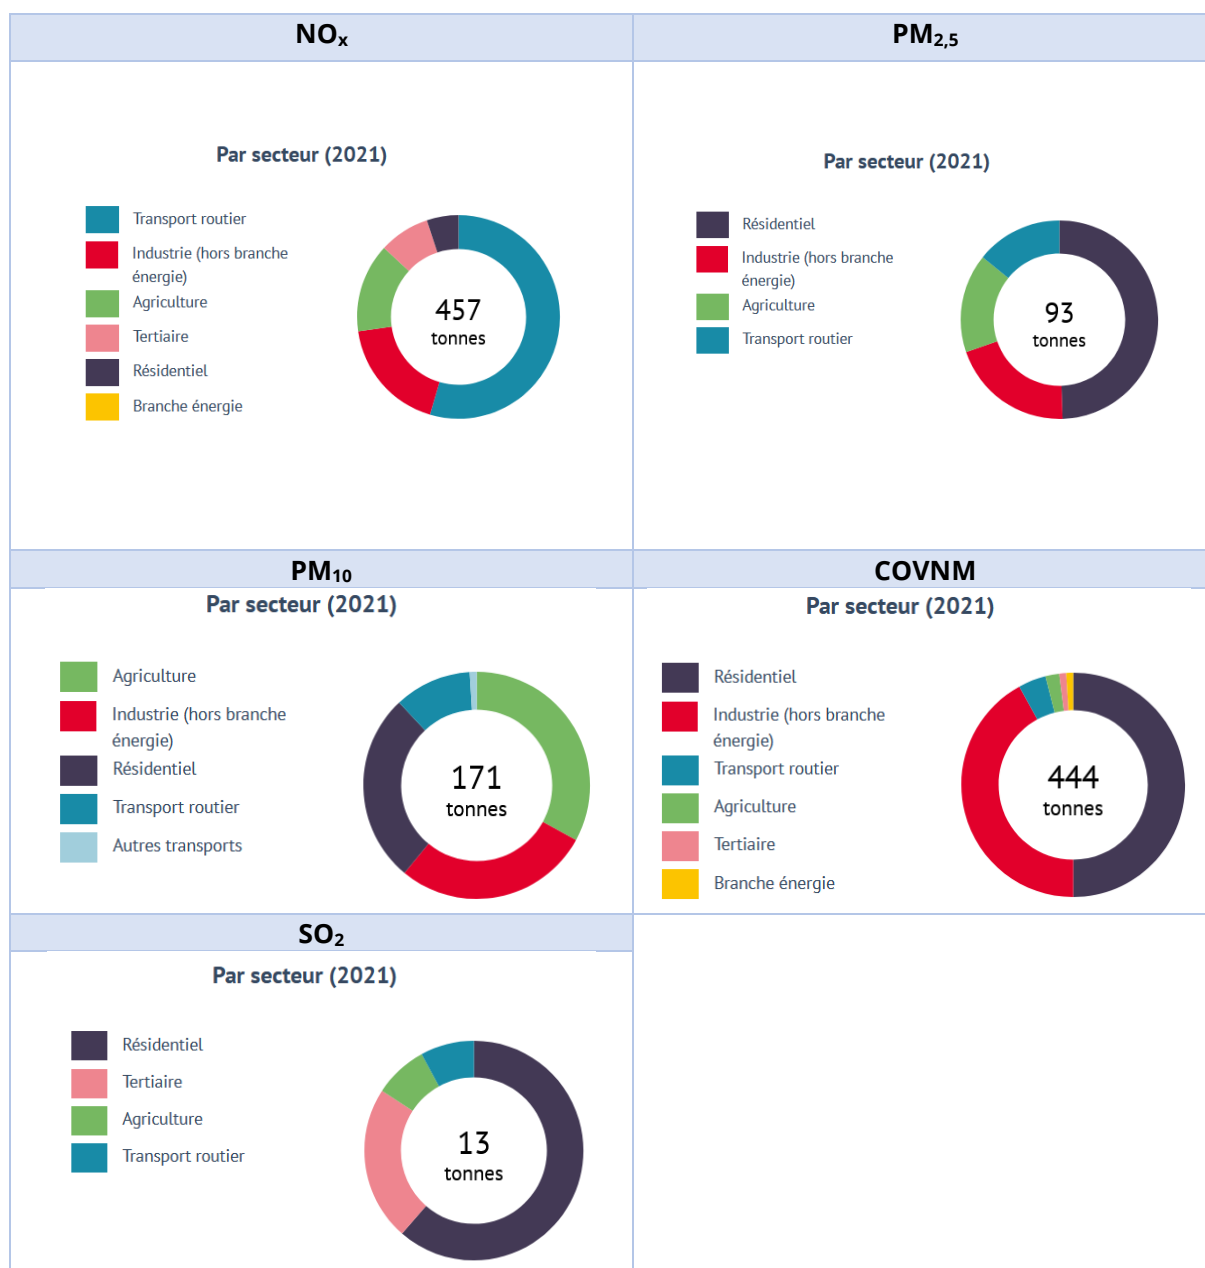 NOₓ
PM₂,₅
Par secteur (2021)
Transport routier
Industrie (hors branche
énergie)
Agriculture
Tertiaire
Résidentiel
Branche énergie
457
tonnes
Par secteur (2021)
Résidentiel
Industrie (hors branche
énergie)
Agriculture
Transport routier
93
tonnes
PM₁₀
COVNM
Par secteur (2021)
Agriculture
Industrie (hors branche
énergie)
Résidentiel
Transport routier
Autres transports
171
tonnes
Par secteur (2021)
Résidentiel
Industrie (hors branche
énergie)
Transport routier
Agriculture
Tertiaire
Branche énergie
444
tonnes
SO₂
Par secteur (2021)
Résidentiel
Tertiaire
Agriculture
Transport routier
13
tonnes